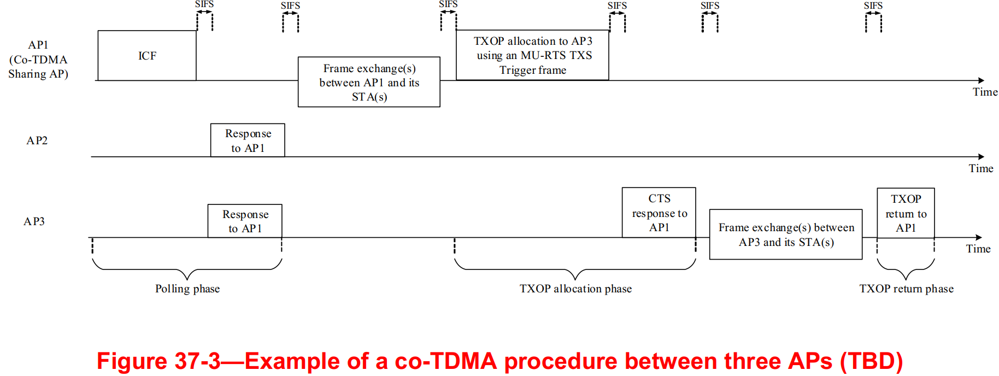 SIFS
SIFS
SIFS
SIFS
SIFS
SIFS
AP1
(Co-TDMA
Sharing AP)
ICF
Frame exchange(s)
between AP1 and its
STA(s)
TXOP allocation to AP3
using an MU-RTS TXS
Trigger frame
Time
AP2
Response
to AP1
Time
AP3
Response
to AP1
CTS
response to
AP1
Frame exchange(s) between
AP3 and its STA(s)
TXOP
return to
AP1
Time
Polling phase
TXOP allocation phase
TXOP return phase
Figure 37-3—Example of a co-TDMA procedure between three APs (TBD)